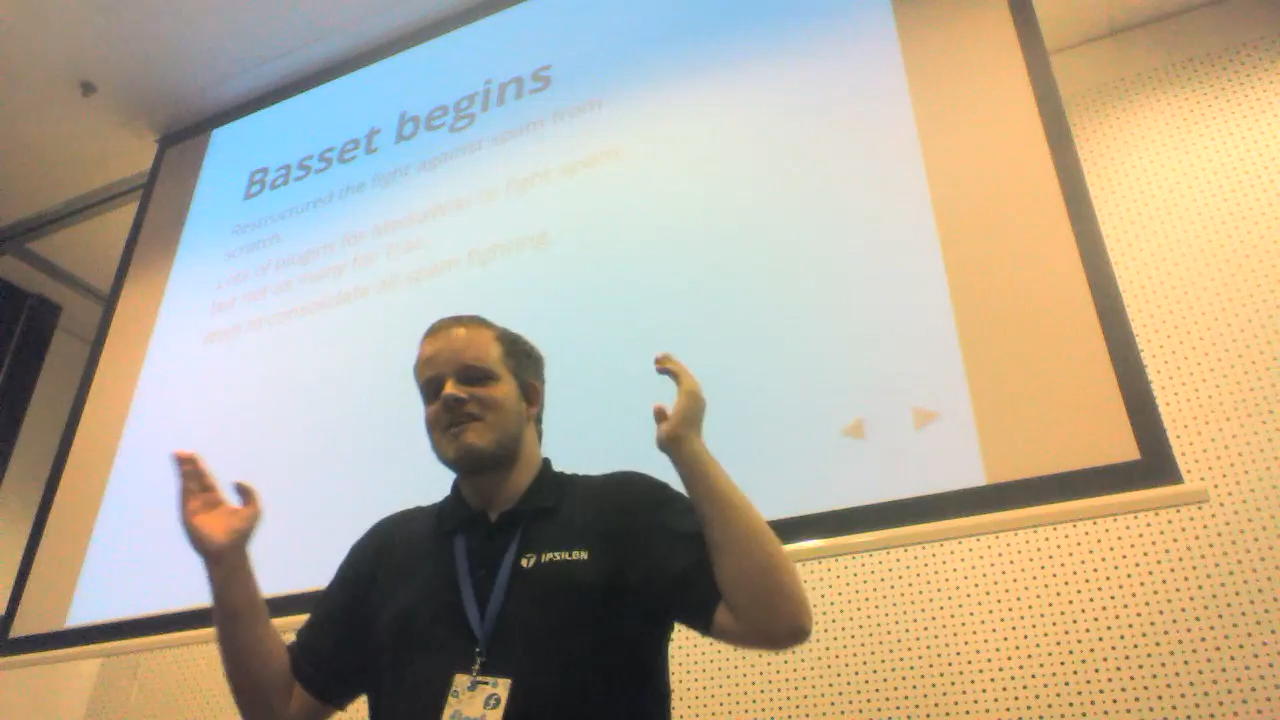 Basset begins
Restructured the fight against spam from
scratch.
Lots of plugins for MediaWiki to fight spam,
but not as many for Trac.
to consolidate all spam fighting.
IPSILON